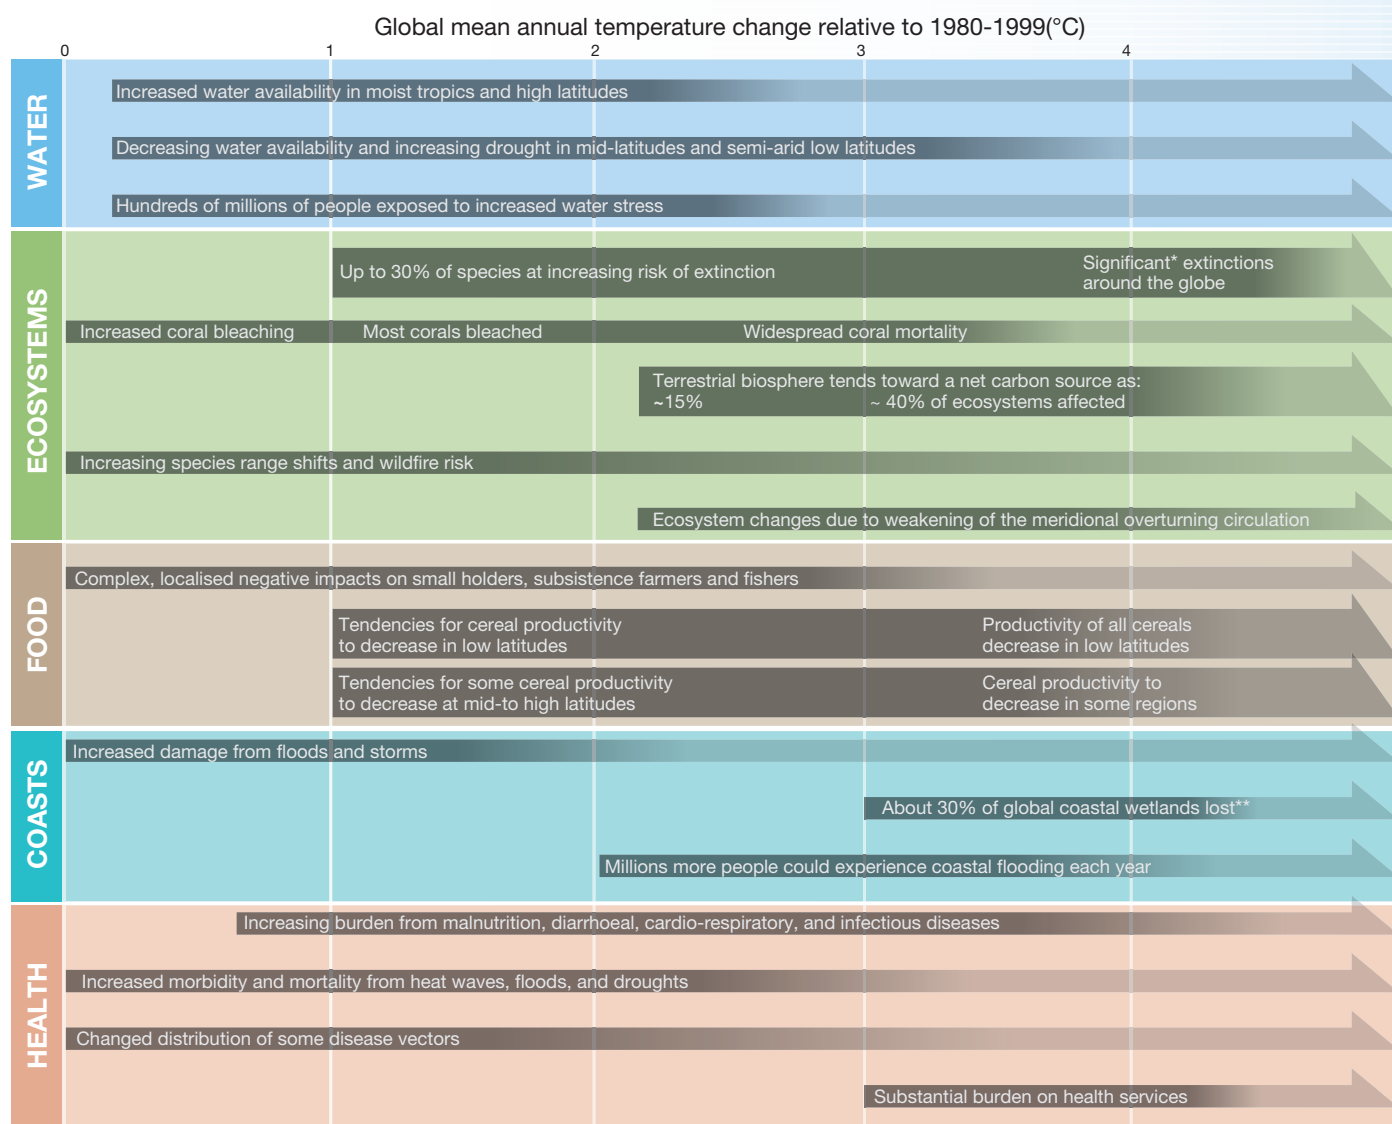 Global mean annual temperature change relative to 1980-1999(°C)
0 1 2 3 4
WATER
Increased water availability in moist tropics and high latitudes
Decreasing water availability and increasing drought in mid-latitudes and semi-arid low latitudes
Hundreds of millions of people exposed to increased water stress
ECOSYSTEMS
Up to 30% of species at increasing risk of extinction
Significant* extinctions
around the globe
Increased coral bleaching Most corals bleached Widespread coral mortality
Terrestrial biosphere tends toward a net carbon source as:
~15% ~ 40% of ecosystems affected
Increasing species range shifts and wildfire risk
Ecosystem changes due to weakening of the meridional overturning circulation
FOOD
Complex, localised negative impacts on small holders, subsistence farmers and fishers
Tendencies for cereal productivity
to decrease in low latitudes
Productivity of all cereals
decrease in low latitudes
Tendencies for some cereal productivity
to decrease at mid-to high latitudes
Cereal productivity to
decrease in some regions
COASTS
Increased damage from floods and storms
About 30% of global coastal wetlands lost**
Millions more people could experience coastal flooding each year
HEALTH
Increasing burden from malnutrition, diarrhoeal, cardio-respiratory, and infectious diseases
Increased morbidity and mortality from heat waves, floods, and droughts
Changed distribution of some disease vectors
Substantial burden on health services